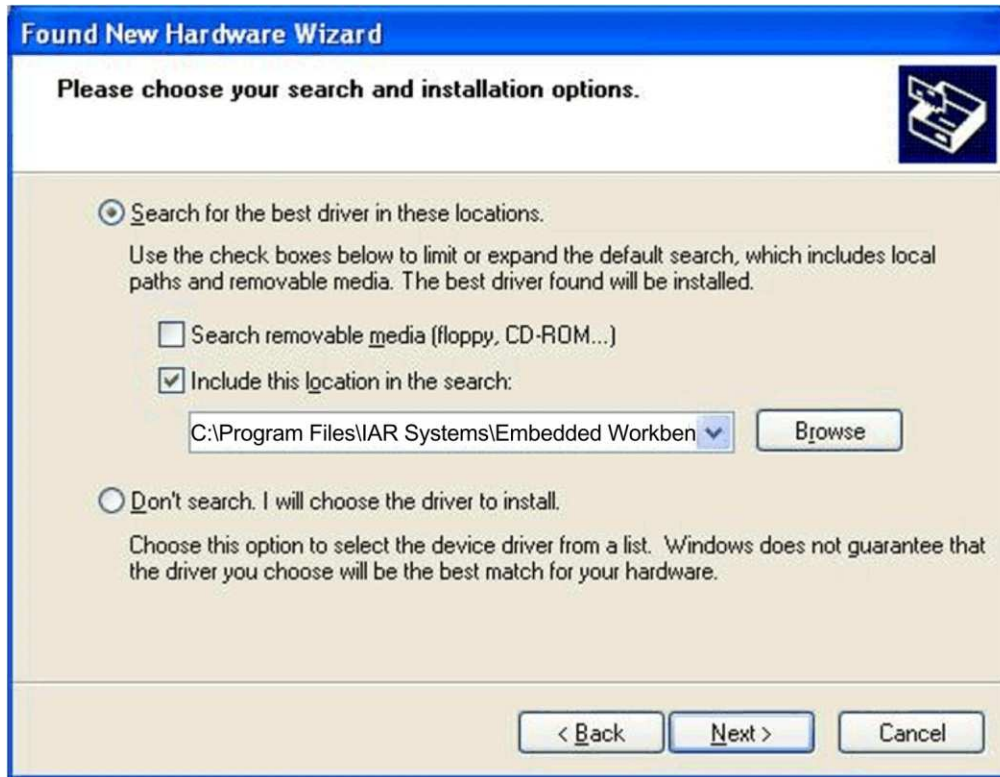 Found New Hardware Wizard
Please choose your search and installation options.
Search for the best driver in these locations.
Use the check boxes below to limit or expand the default search, which includes local
paths and removable media. The best driver found will be installed.
Search removable media (floppy, CD-ROM...)
Include this location in the search:
C:\Program Files\IAR Systems\Embedded Workben
Browse
Don't search. I will choose the driver to install.
Choose this option to select the device driver from a list. Windows does not guarantee that
the driver you choose will be the best match for your hardware.
< Back Next > Cancel